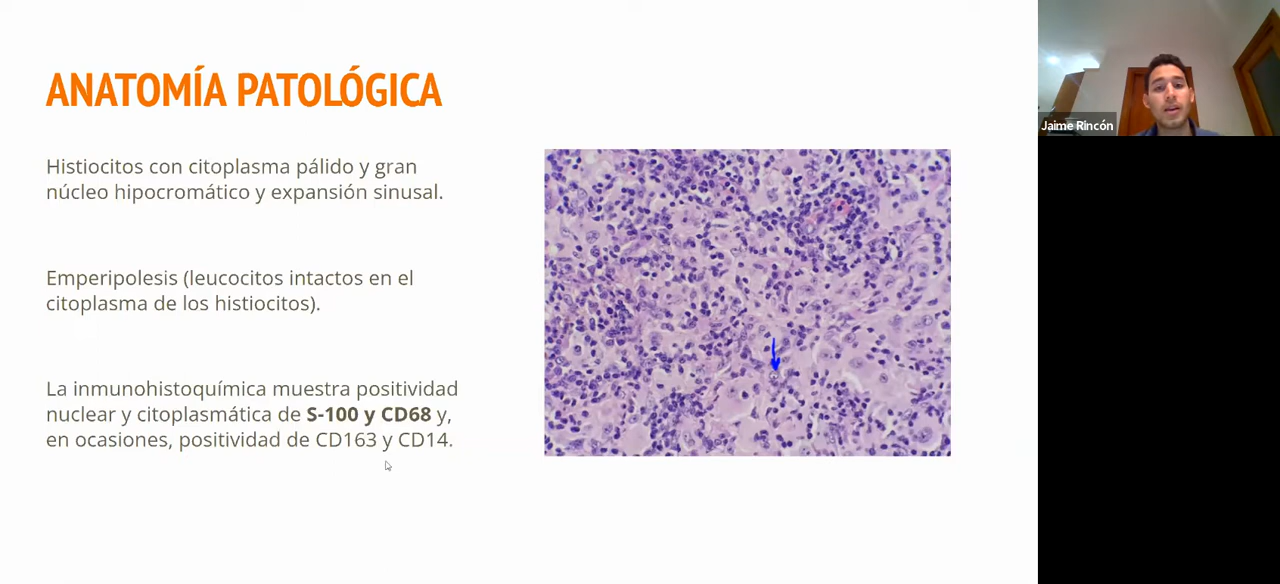 ANATOMÍA PATOLÓGICA
Histiocitos con citoplasma pálido y gran
núcleo hipocromático y expansión sinusal.
Emperipolesis (leucocitos intactos en el
citoplasma de los histiocitos).
La inmunohistoquímica muestra positividad
nuclear y citoplasmática de S-100 y CD68 y,
en ocasiones, positividad de CD163 y CD14.
Jaime Rincón